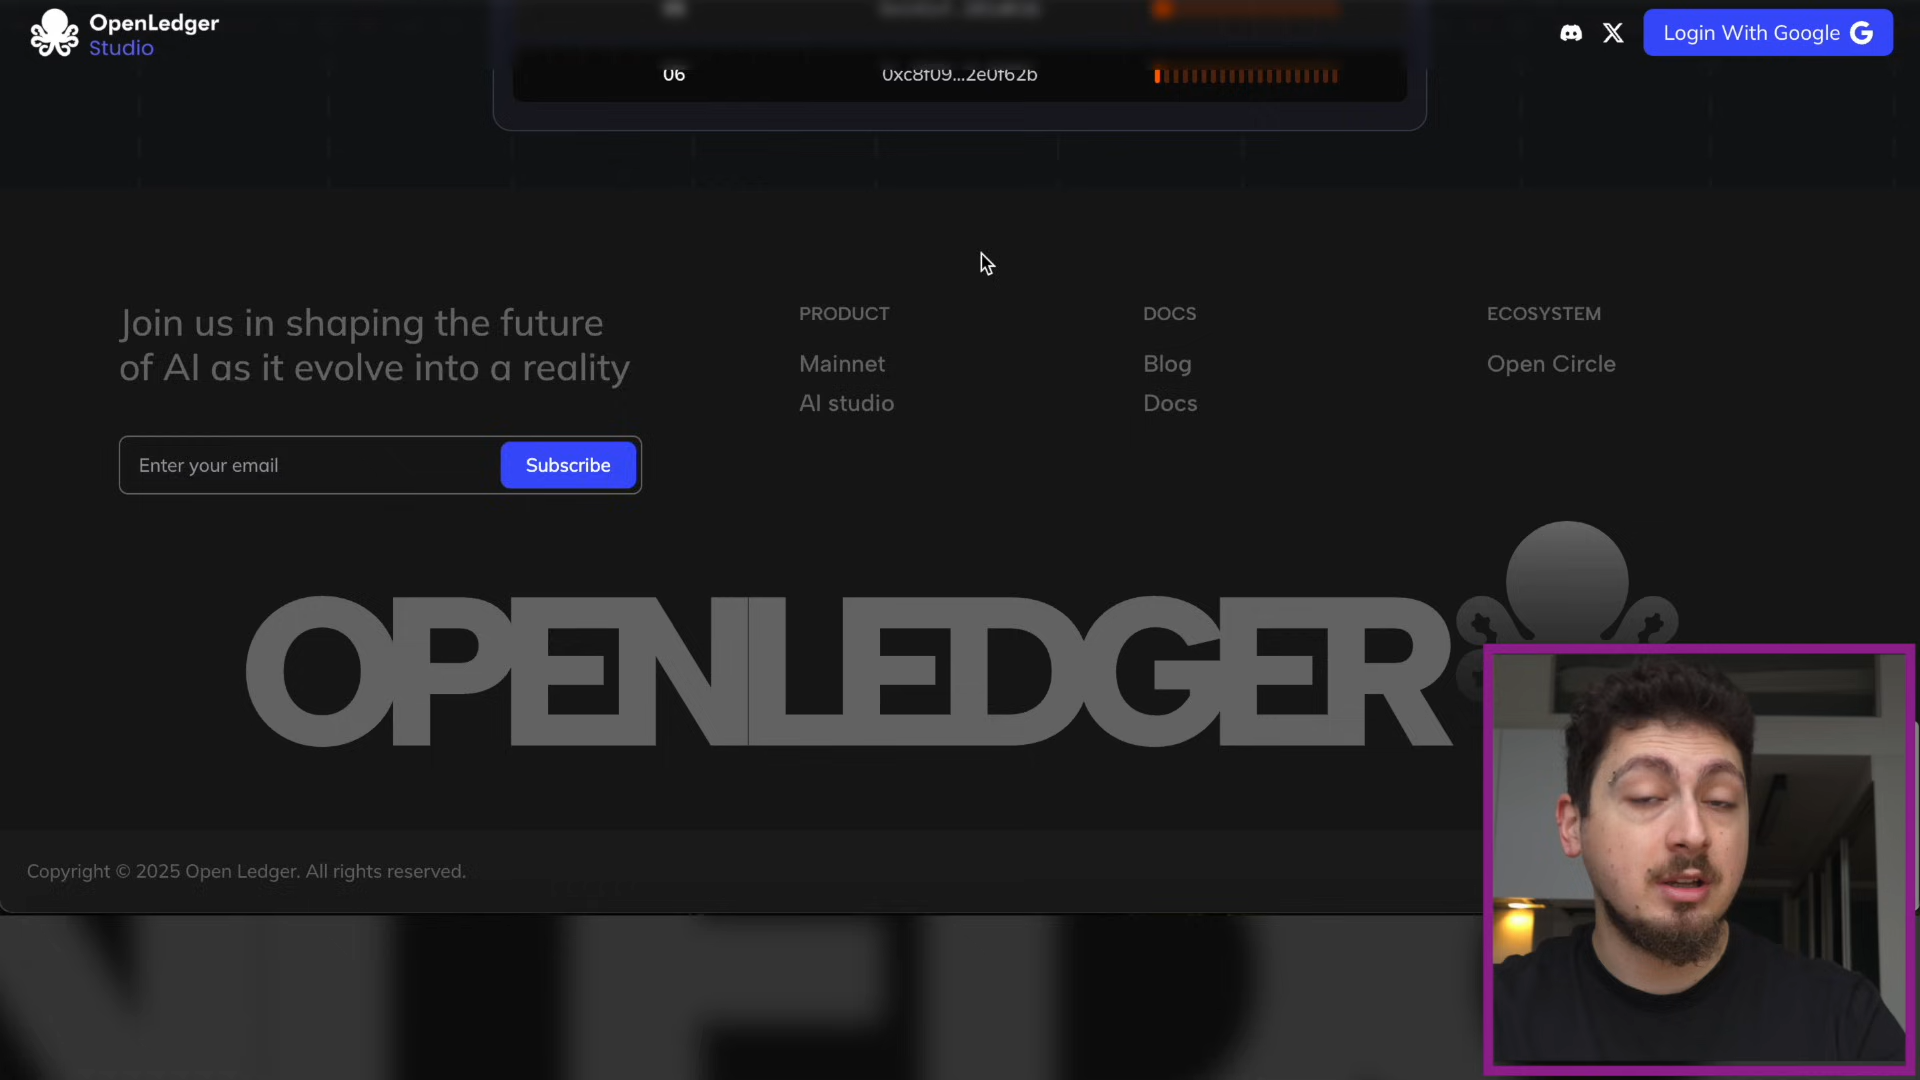 OpenLedger
Studio
Login With Google
06
0xc8f09...2e0f62b
Join us in shaping the future
of AI as it evolve into a reality
Enter your email
Subscribe
PRODUCT
Mainnet
AI studio
DOCS
Blog
Docs
ECOSYSTEM
Open Circle
OPENLEDGER
Copyright © 2025 Open Ledger. All rights reserved.